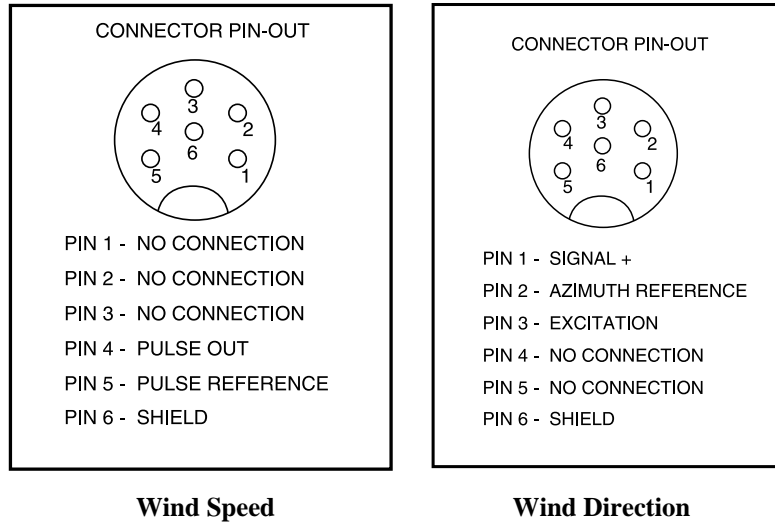 CONNECTOR PIN-OUT
3
4
2
6
5
1
PIN 1 - NO CONNECTION
PIN 2 - NO CONNECTION
PIN 3 - NO CONNECTION
PIN 4 - PULSE OUT
PIN 5 - PULSE REFERENCE
PIN 6 - SHIELD
Wind Speed
CONNECTOR PIN-OUT
3
4
2
6
5
1
PIN 1 - SIGNAL +
PIN 2 - AZIMUTH REFERENCE
PIN 3 - EXCITATION
PIN 4 - NO CONNECTION
PIN 5 - NO CONNECTION
PIN 6 - SHIELD
Wind Direction